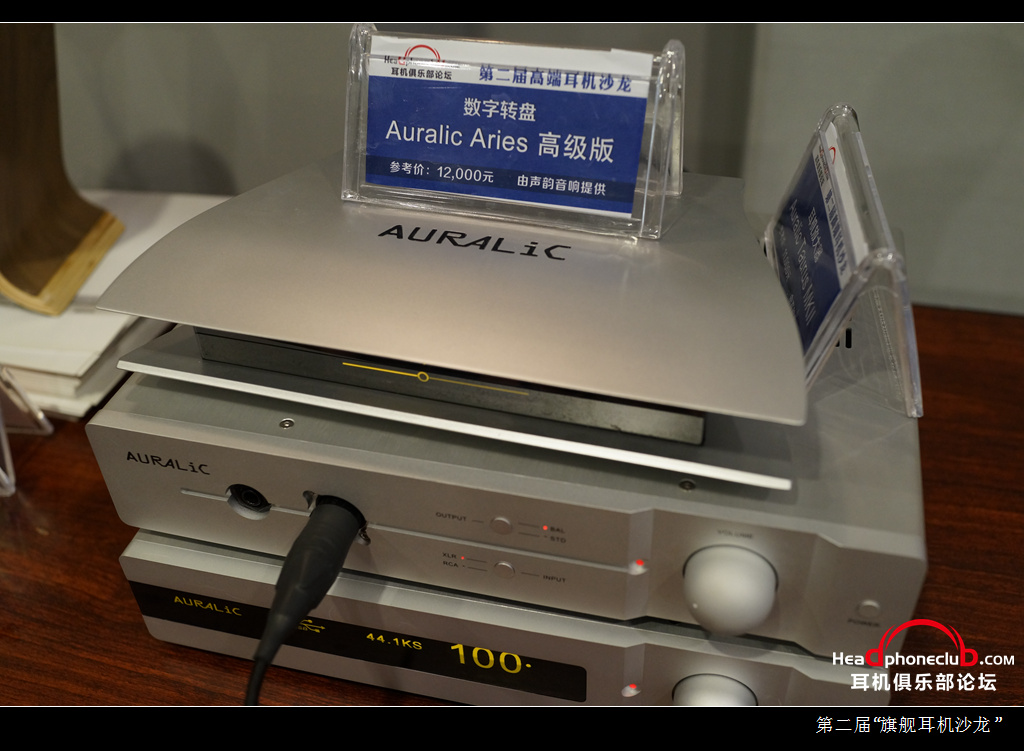 Headphoneclub.com
耳机俱乐部论坛
第二届高端耳机沙龙
数字转盘
Auralic Aries 高级版
参考价：12,000元 由声韵音响提供
AURALiC
AURALiC
OUTPUT
BAL
STD
XLR
RCA
INPUT
VOLUME
POWER
AURALiC
44.1KS
100.
Headphoneclub.com
耳机俱乐部论坛
第二届“旗舰耳机沙龙”